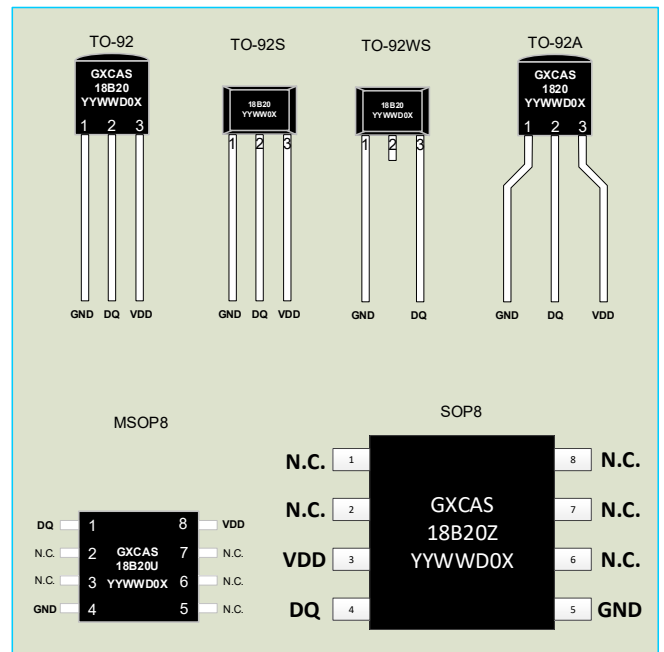 TO-92
GXCAS
18B20
YYWWD0X
1 2 3
GND DQ VDD
TO-92S
18B20
YYWW0X
1 2 3
GND DQ VDD
TO-92WS
18B20
YYWWD0X
1 2 3
GND DQ
TO-92A
GXCAS
1820
YYWWD0X
1 2 3
GND DQ VDD
MSOP8
DQ 1 8 VDD
N.C. 2 GXCAS 7 N.C.
18B20U
N.C. 3 YYWWD0X 6 N.C.
GND 4 5 N.C.
SOP8
N.C. 1 8 N.C.
N.C. 2 GXCAS 7 N.C.
18B20Z
VDD 3 YYWWD0X 6 N.C.
DQ 4 5 GND